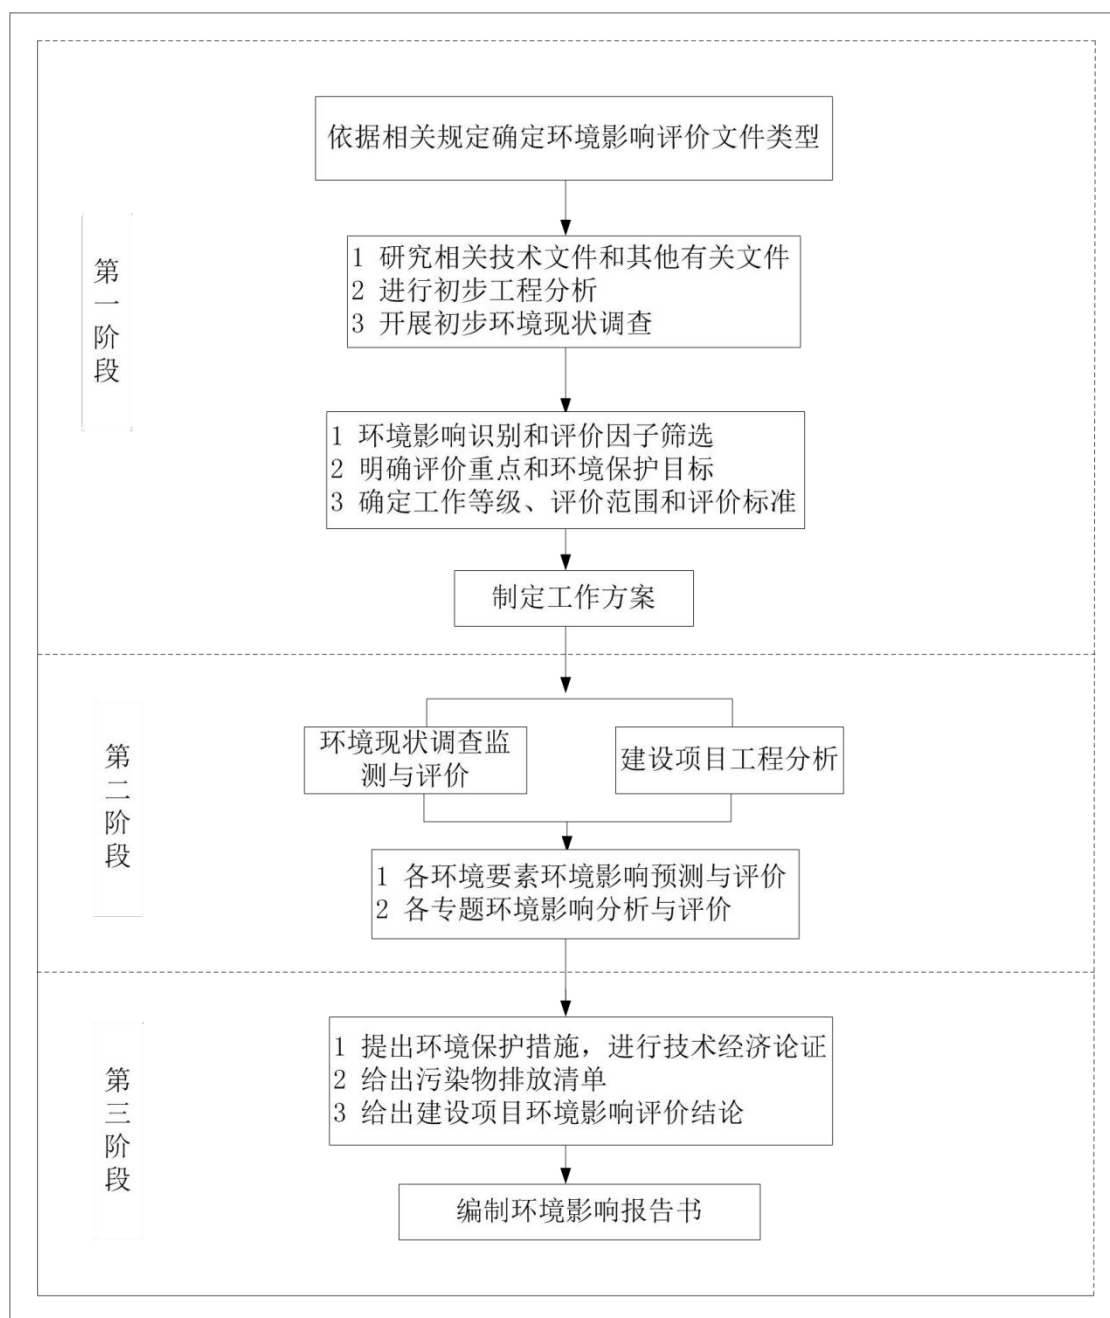 依据相关规定确定环境影响评价文件类型
第一阶段
1 研究相关技术文件和其他有关文件
2 进行初步工程分析
3 开展初步环境现状调查
1 环境影响识别和评价因子筛选
2 明确评价重点和环境保护目标
3 确定工作等级、评价范围和评价标准
制定工作方案
第二阶段
环境现状调查监
测与评价
建设项目工程分析
1 各环境要素环境影响预测与评价
2 各专题环境影响分析与评价
第三阶段
1 提出环境保护措施，进行技术经济论证
2 给出污染物排放清单
3 给出建设项目环境影响评价结论
编制环境影响报告书